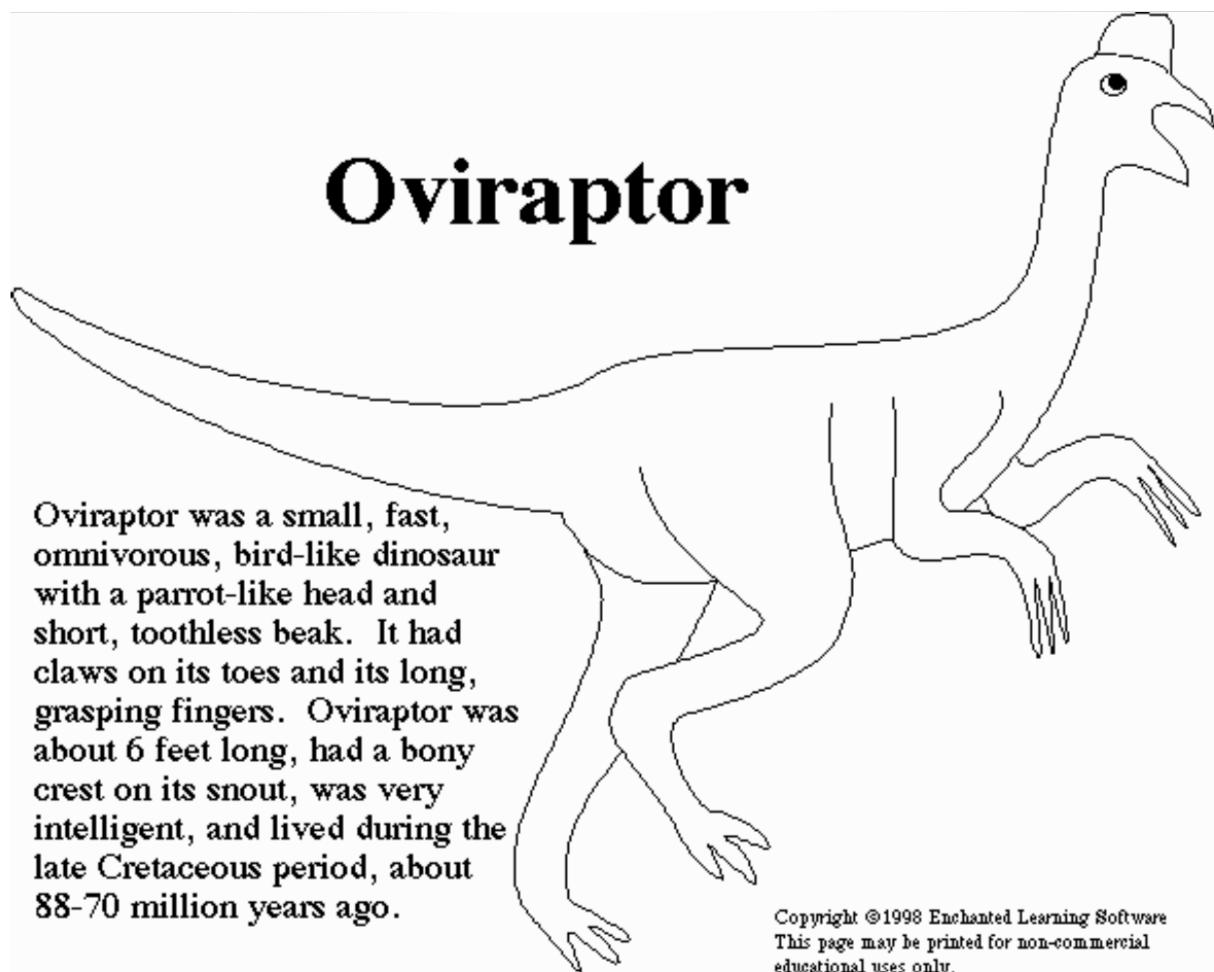 Oviraptor
Oviraptor was a small, fast,
omnivorous, bird-like dinosaur
with a parrot-like head and
short, toothless beak.  It had
claws on its toes and its long,
grasping fingers.  Oviraptor was
about 6 feet long, had a bony
crest on its snout, was very
intelligent, and lived during the
late Cretaceous period, about
88-70 million years ago.
Copyright ©1998 Enchanted Learning Software
This page may be printed for non-commercial
educational uses only.